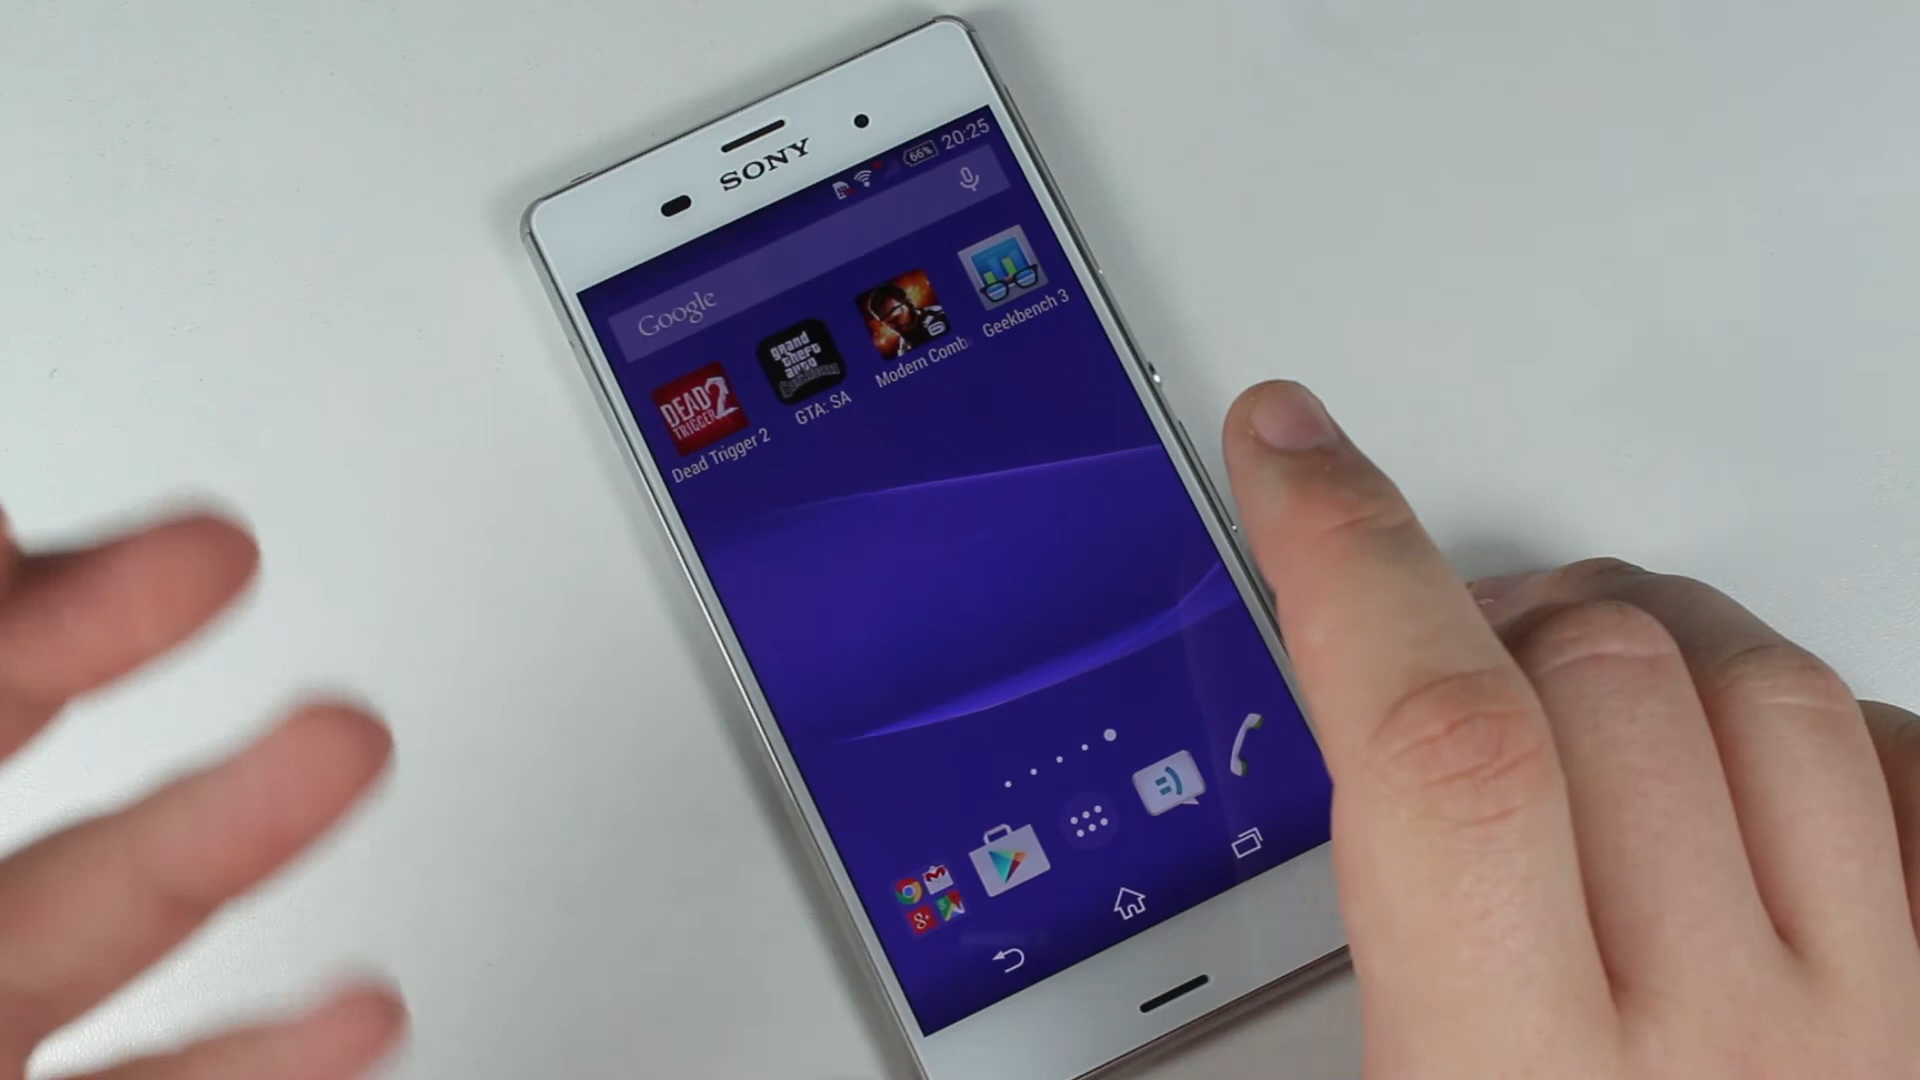 SONY
66% 20:25
Google
DEAD
TRIGGER 2
Dead Trigger 2
grand
theft
auto
GTA: SA
6
Modern Comb
Geekbench 3
g+